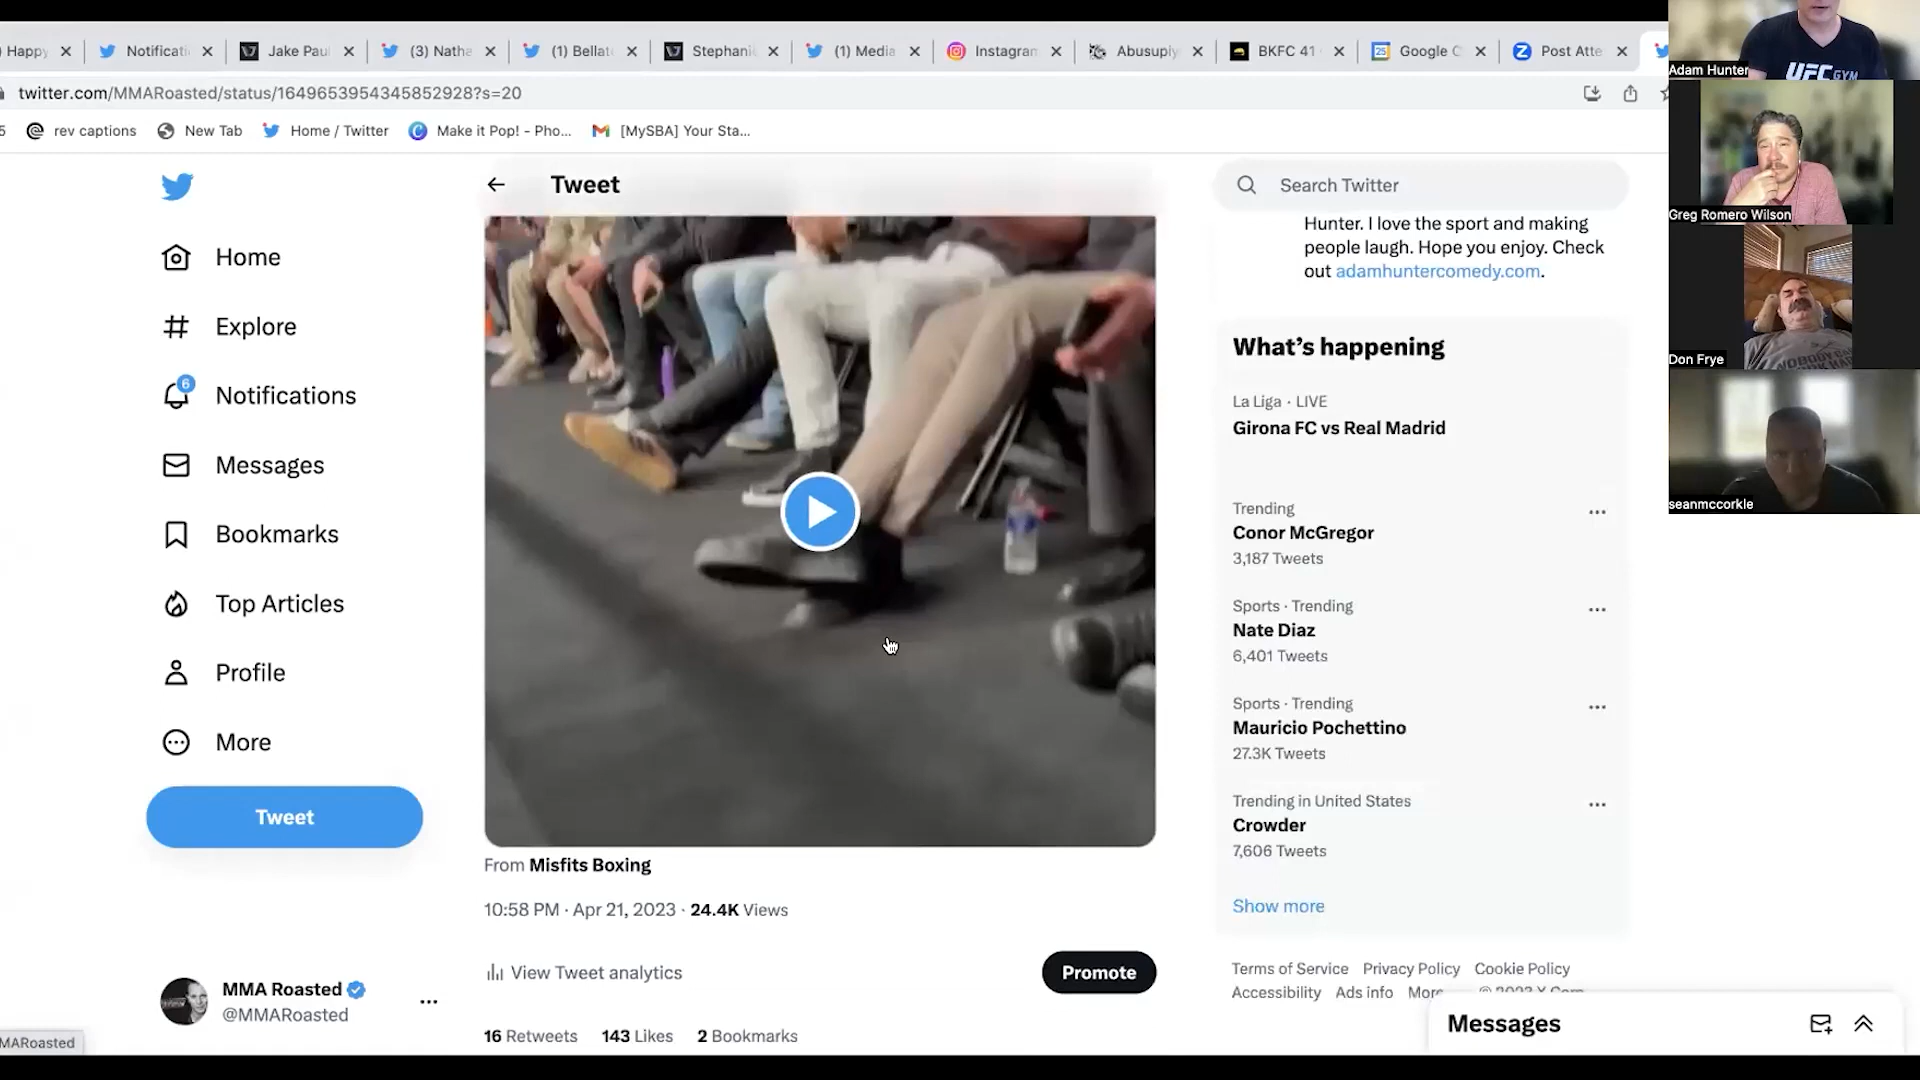 Happy
Notificati
Jake Pau
(3) Natha
(1) Bellat
Stephani
(1) Media
Instagram
Abusuply
BKFC 41
Google C
Post Atte
twitter.com/MMARoasted/status/1649653954345852928?s=20
5
rev captions
New Tab
Home / Twitter
Make it Pop! - Pho...
[MySBA] Your Sta...
Home
Explore
6
Notifications
Messages
Bookmarks
Top Articles
Profile
More
Tweet
MMA Roasted
@MMARoasted
MARoasted
Tweet
From Misfits Boxing
10:58 PM · Apr 21, 2023 · 24.4K Views
View Tweet analytics
Promote
16 Retweets 143 Likes 2 Bookmarks
Search Twitter
Hunter. I love the sport and making
people laugh. Hope you enjoy. Check
out adamhuntercomedy.com.
What's happening
La Liga · LIVE
Girona FC vs Real Madrid
Trending
Conor McGregor
3,187 Tweets
Sports · Trending
Nate Diaz
6,401 Tweets
Sports · Trending
Mauricio Pochettino
27.3K Tweets
Trending in United States
Crowder
7,606 Tweets
Show more
Terms of Service Privacy Policy Cookie Policy
Accessibility Ads info More
Messages
UFC GYM
Adam Hunter
Greg Romero Wilson
Don Frye
seanmccorkle